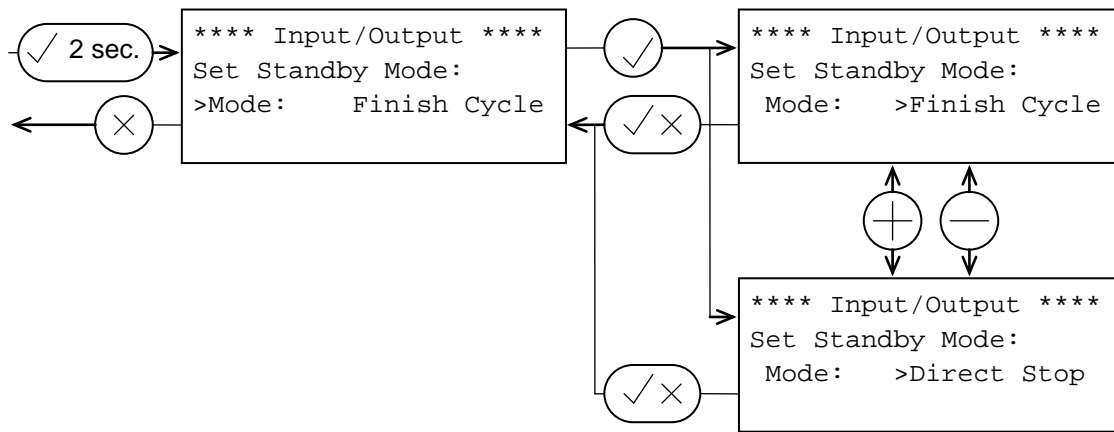 ✓ 2 sec.
**** Input/Output ****
Set Standby Mode:
>Mode:    Finish Cycle
✓
×
✓ ×
**** Input/Output ****
Set Standby Mode:
 Mode:   >Finish Cycle
+
−
**** Input/Output ****
Set Standby Mode:
 Mode:   >Direct Stop
✓ ×